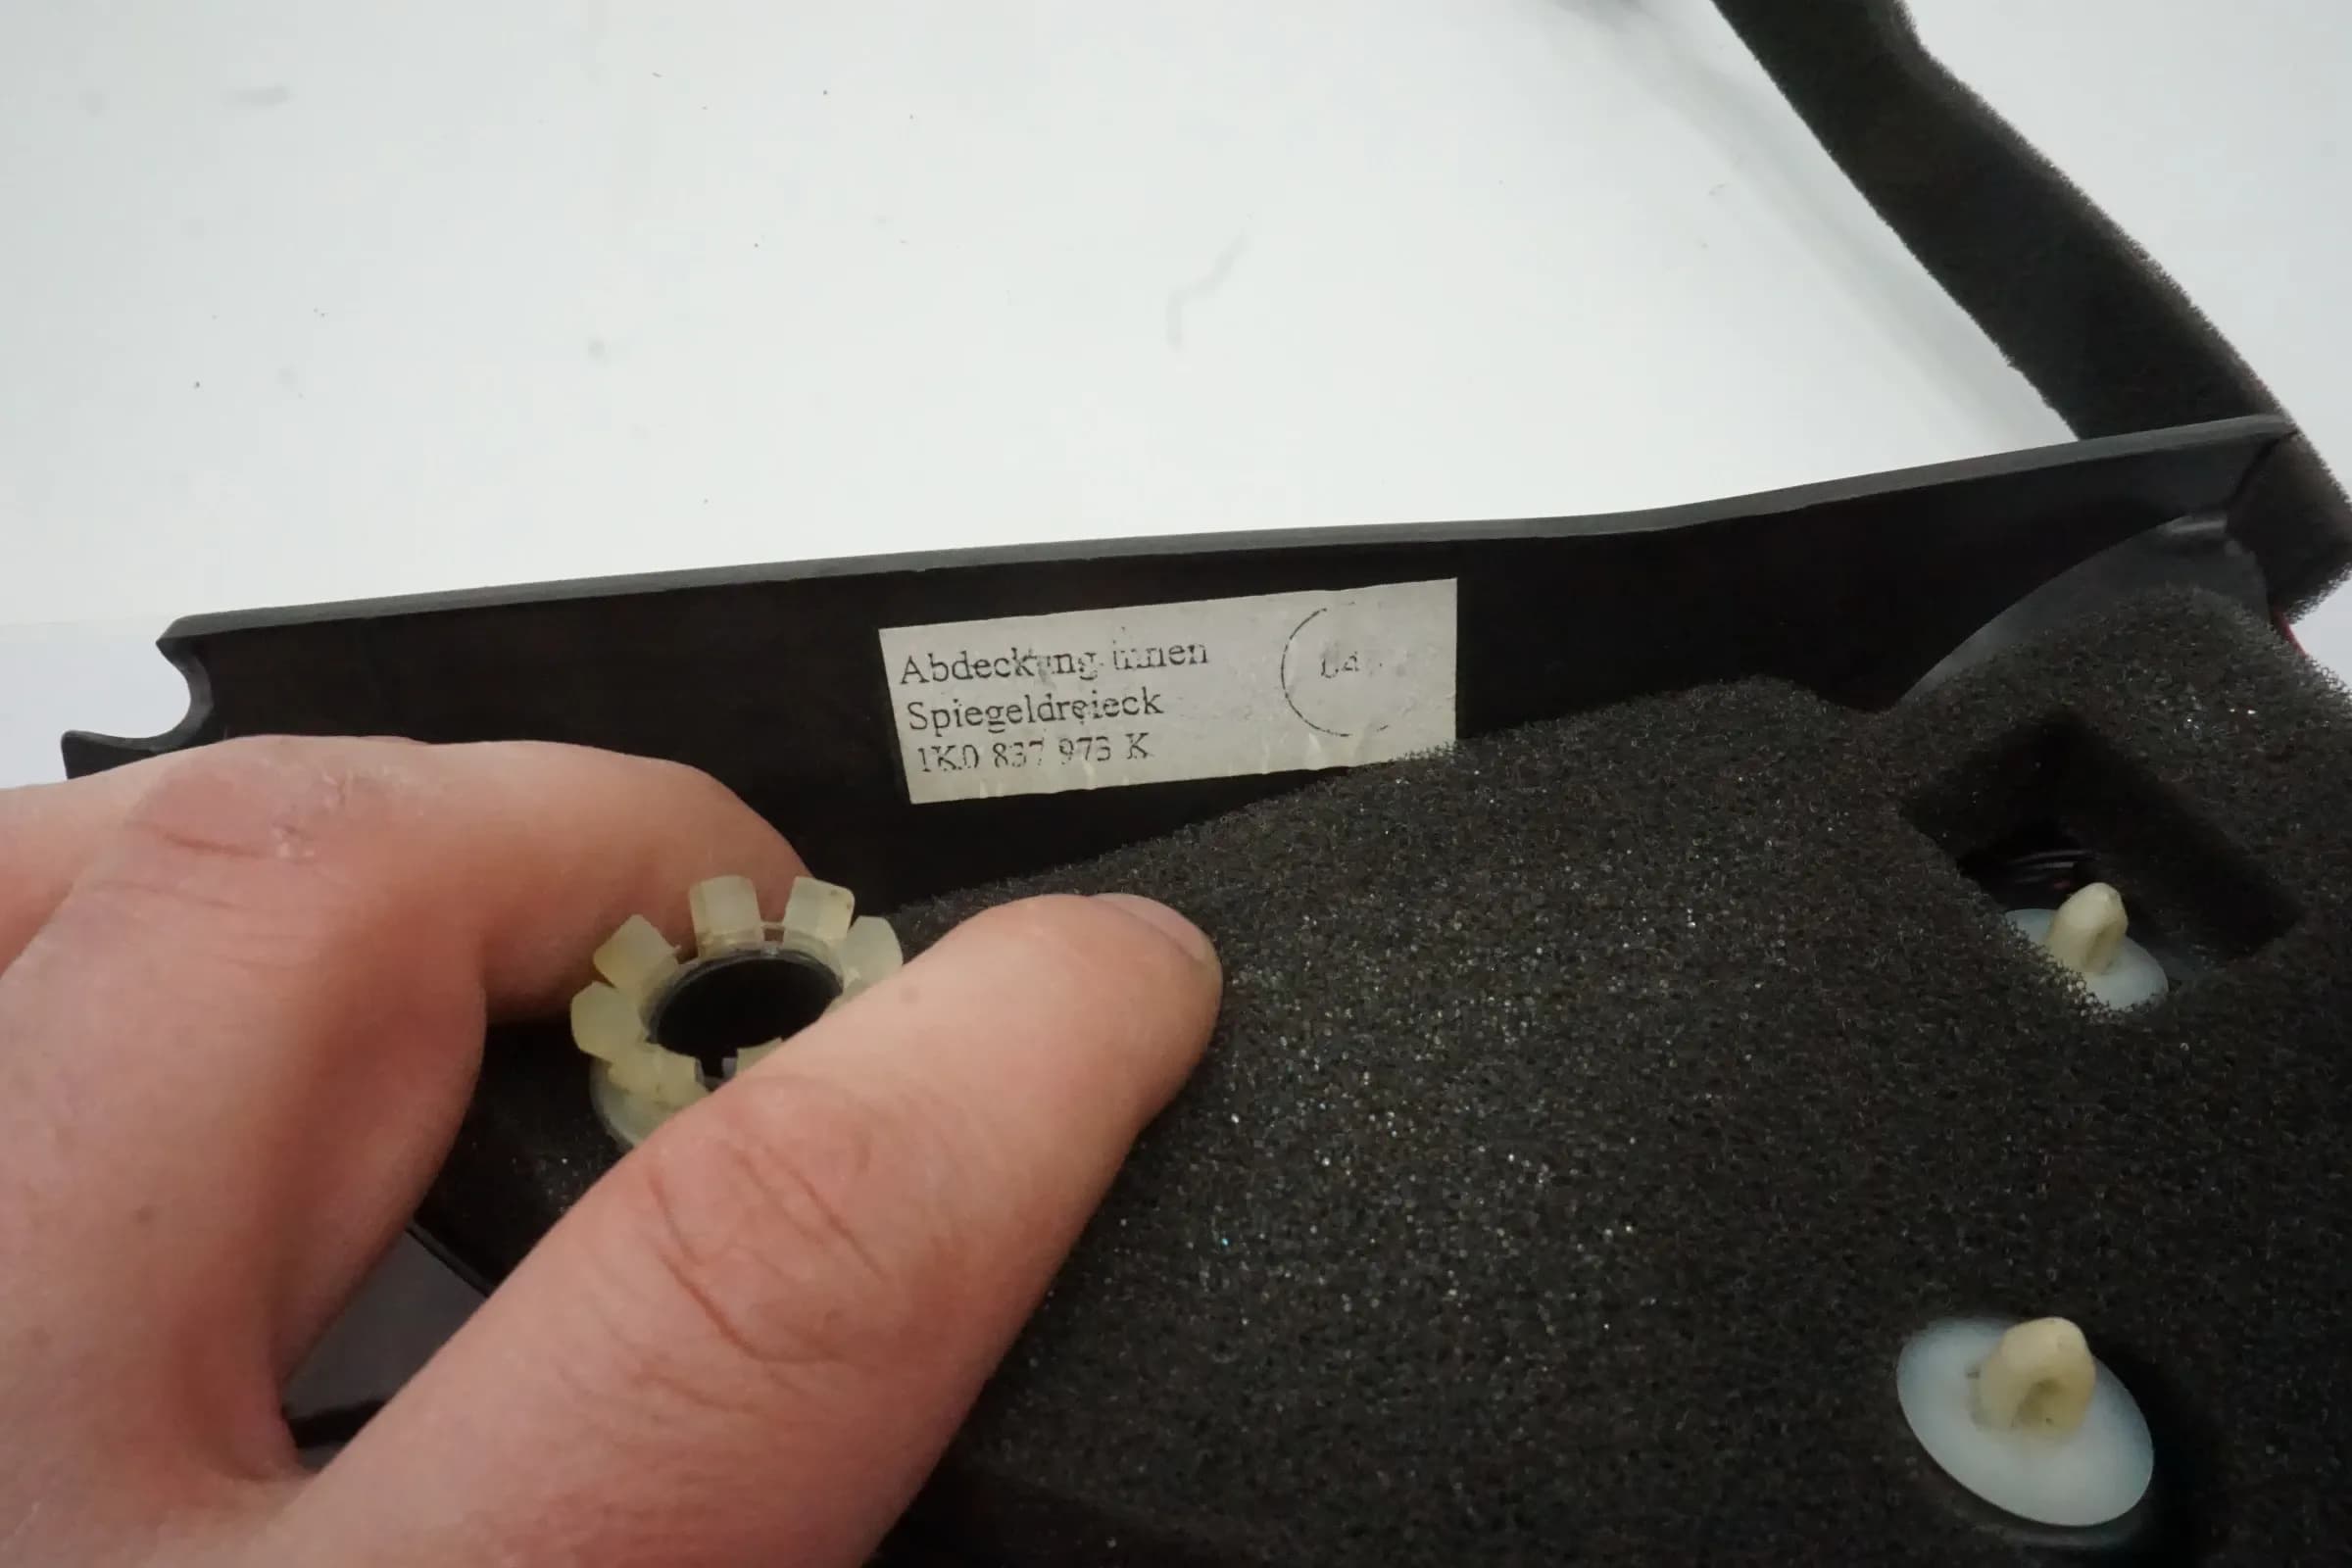 Abdeckung innen
Spiegeldreieck
1K0 837 973 K